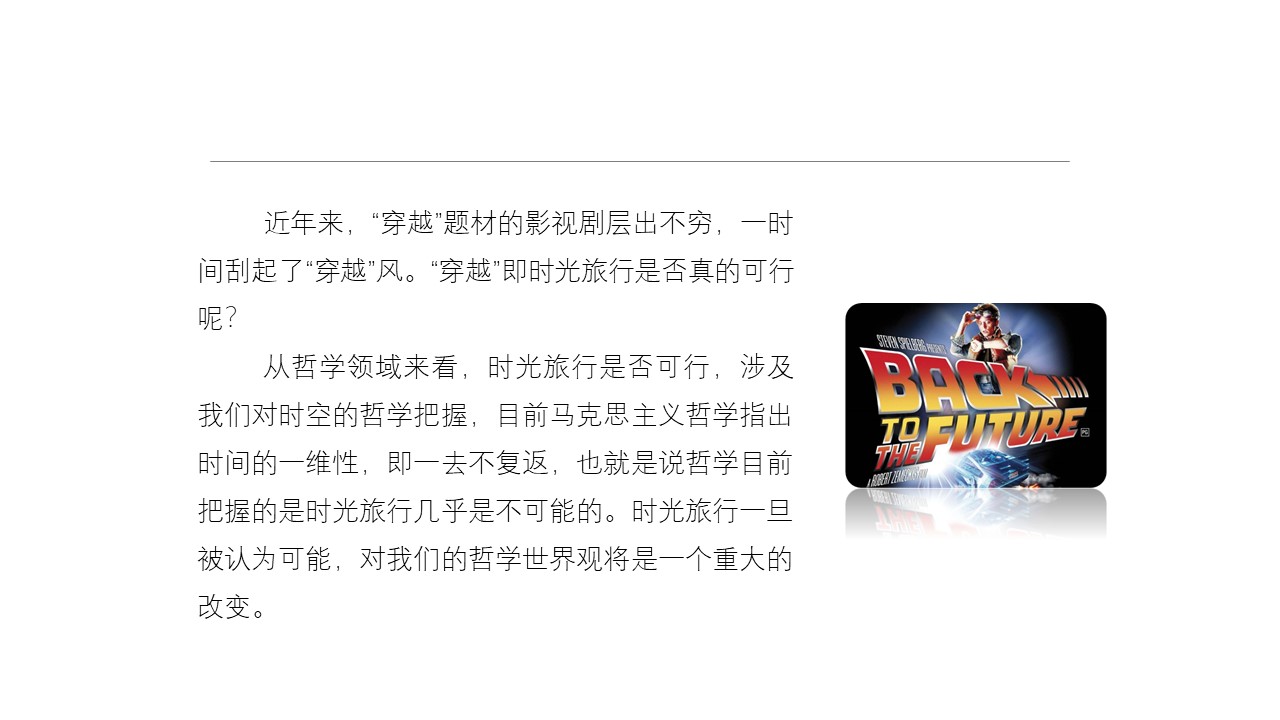 近年来，“穿越”题材的影视剧层出不穷，一时
间刮起了“穿越”风。“穿越”即时光旅行是否真的可行
呢？
从哲学领域来看，时光旅行是否可行，涉及
我们对时空的哲学把握，目前马克思主义哲学指出
时间的一维性，即一去不复返，也就是说哲学目前
把握的是时光旅行几乎是不可能的。时光旅行一旦
被认为可能，对我们的哲学世界观将是一个重大的
改变。
STEVEN SPIELBERG PRESENTS
BACK
TO THE FUTURE
PG